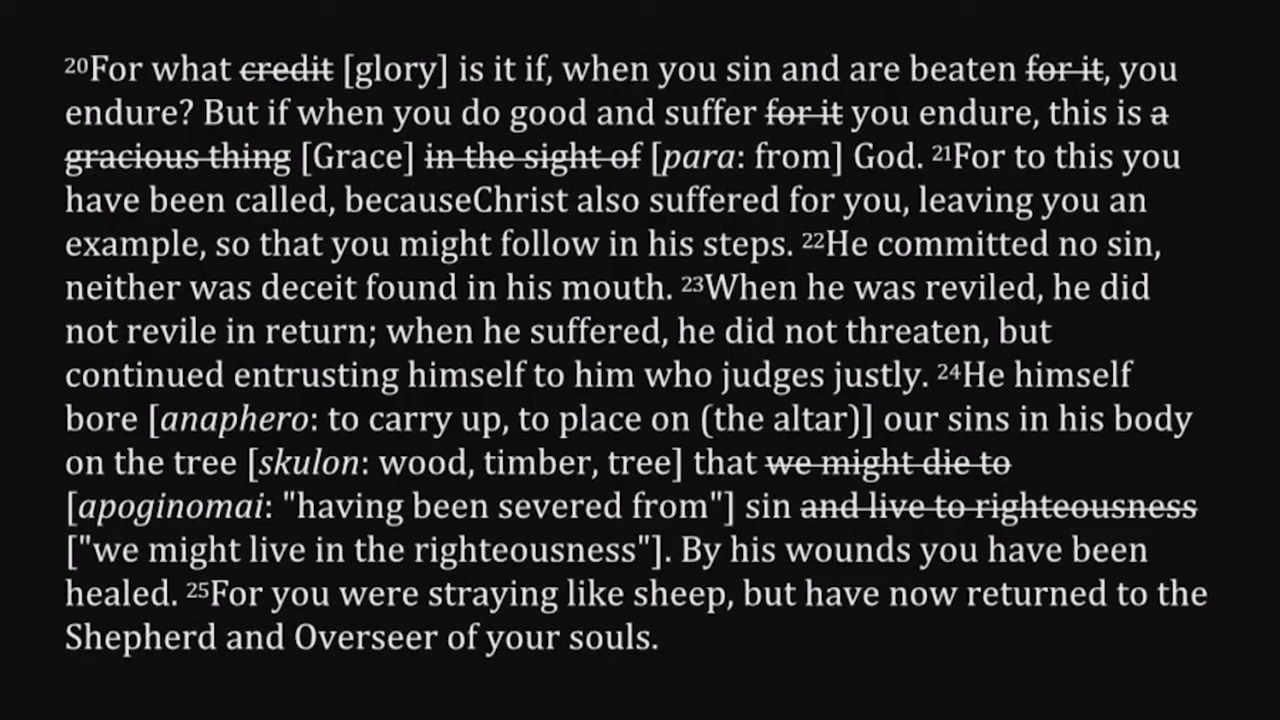 ²⁰For what credit [glory] is it if, when you sin and are beaten for it, you
endure? But if when you do good and suffer for it you endure, this is a
gracious thing [Grace] in the sight of [para: from] God. ²¹For to this you
have been called, becauseChrist also suffered for you, leaving you an
example, so that you might follow in his steps. ²²He committed no sin,
neither was deceit found in his mouth. ²³When he was reviled, he did
not revile in return; when he suffered, he did not threaten, but
continued entrusting himself to him who judges justly. ²⁴He himself
bore [anaphero: to carry up, to place on (the altar)] our sins in his body
on the tree [skulon: wood, timber, tree] that we might die to
[apoginomai: "having been severed from"] sin and live to righteousness
["we might live in the righteousness"]. By his wounds you have been
healed. ²⁵For you were straying like sheep, but have now returned to the
Shepherd and Overseer of your souls.